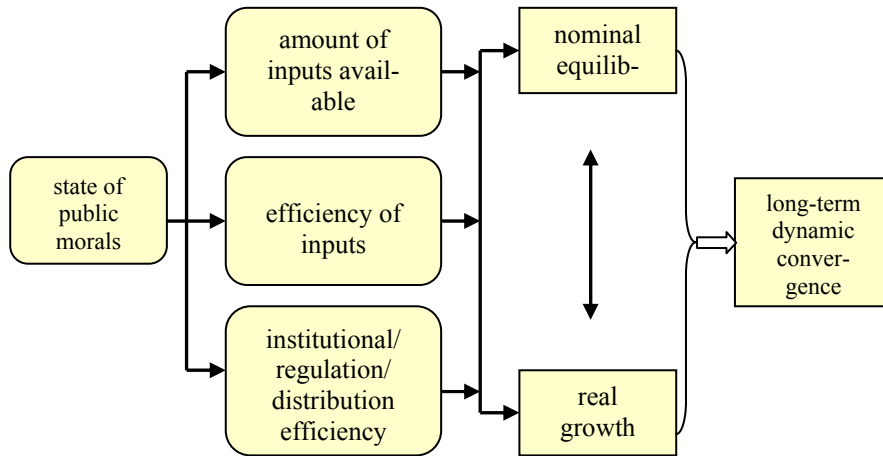 state of
public
morals
amount of
inputs avail-
able
efficiency of
inputs
institutional/
regulation/
distribution
efficiency
nominal
equilib-
real
growth
long-term
dynamic
conver-
gence